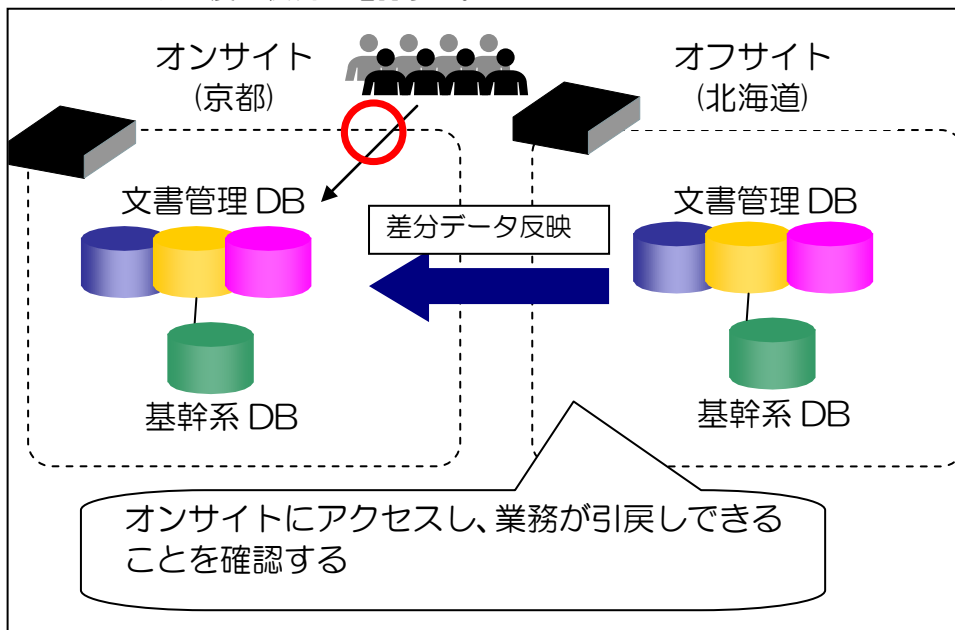 オンサイト
(京都)
オフサイト
(北海道)
文書管理 DB
差分データ反映
文書管理 DB
基幹系 DB
基幹系 DB
オンサイトにアクセスし、業務が引戻しできる
ことを確認する